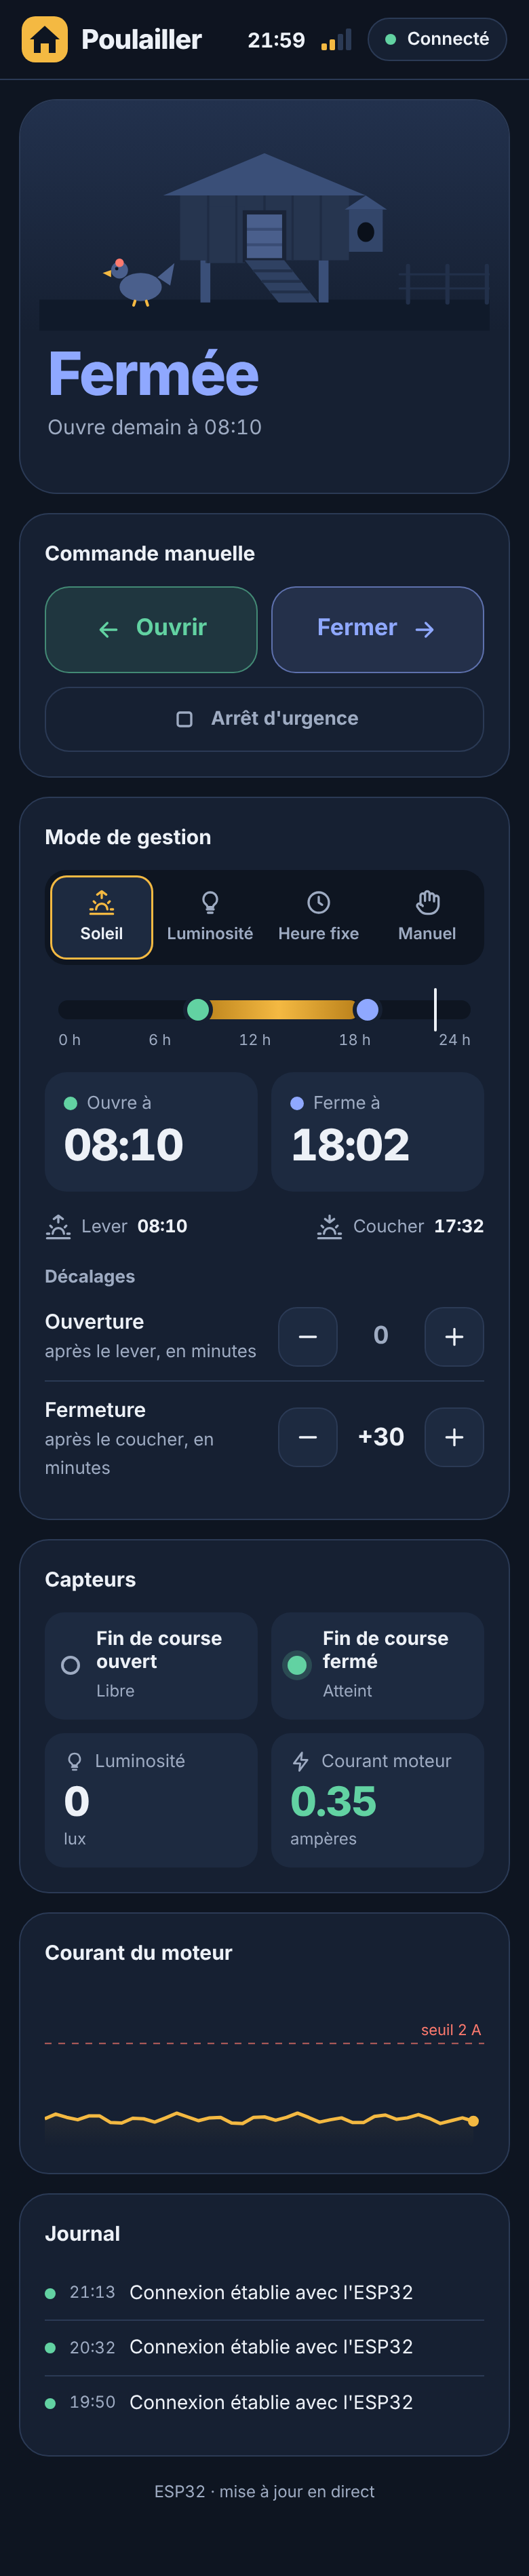 Poulailler 21:59 Connecté
Fermée
Ouvre demain à 08:10
Commande manuelle
Ouvrir
Fermer
Arrêt d'urgence
Mode de gestion
Soleil
Luminosité
Heure fixe
Manuel
0 h 6 h 12 h 18 h 24 h
Ouvre à
08:10
Ferme à
18:02
Lever 08:10
Coucher 17:32
Décalages
Ouverture
après le lever, en minutes
0
Fermeture
après le coucher, en
minutes
+30
Capteurs
Fin de course
ouvert
Libre
Fin de course
fermé
Atteint
Luminosité
0
lux
Courant moteur
0.35
ampères
Courant du moteur
seuil 2 A
Journal
21:13 Connexion établie avec l'ESP32
20:32 Connexion établie avec l'ESP32
19:50 Connexion établie avec l'ESP32
ESP32 · mise à jour en direct